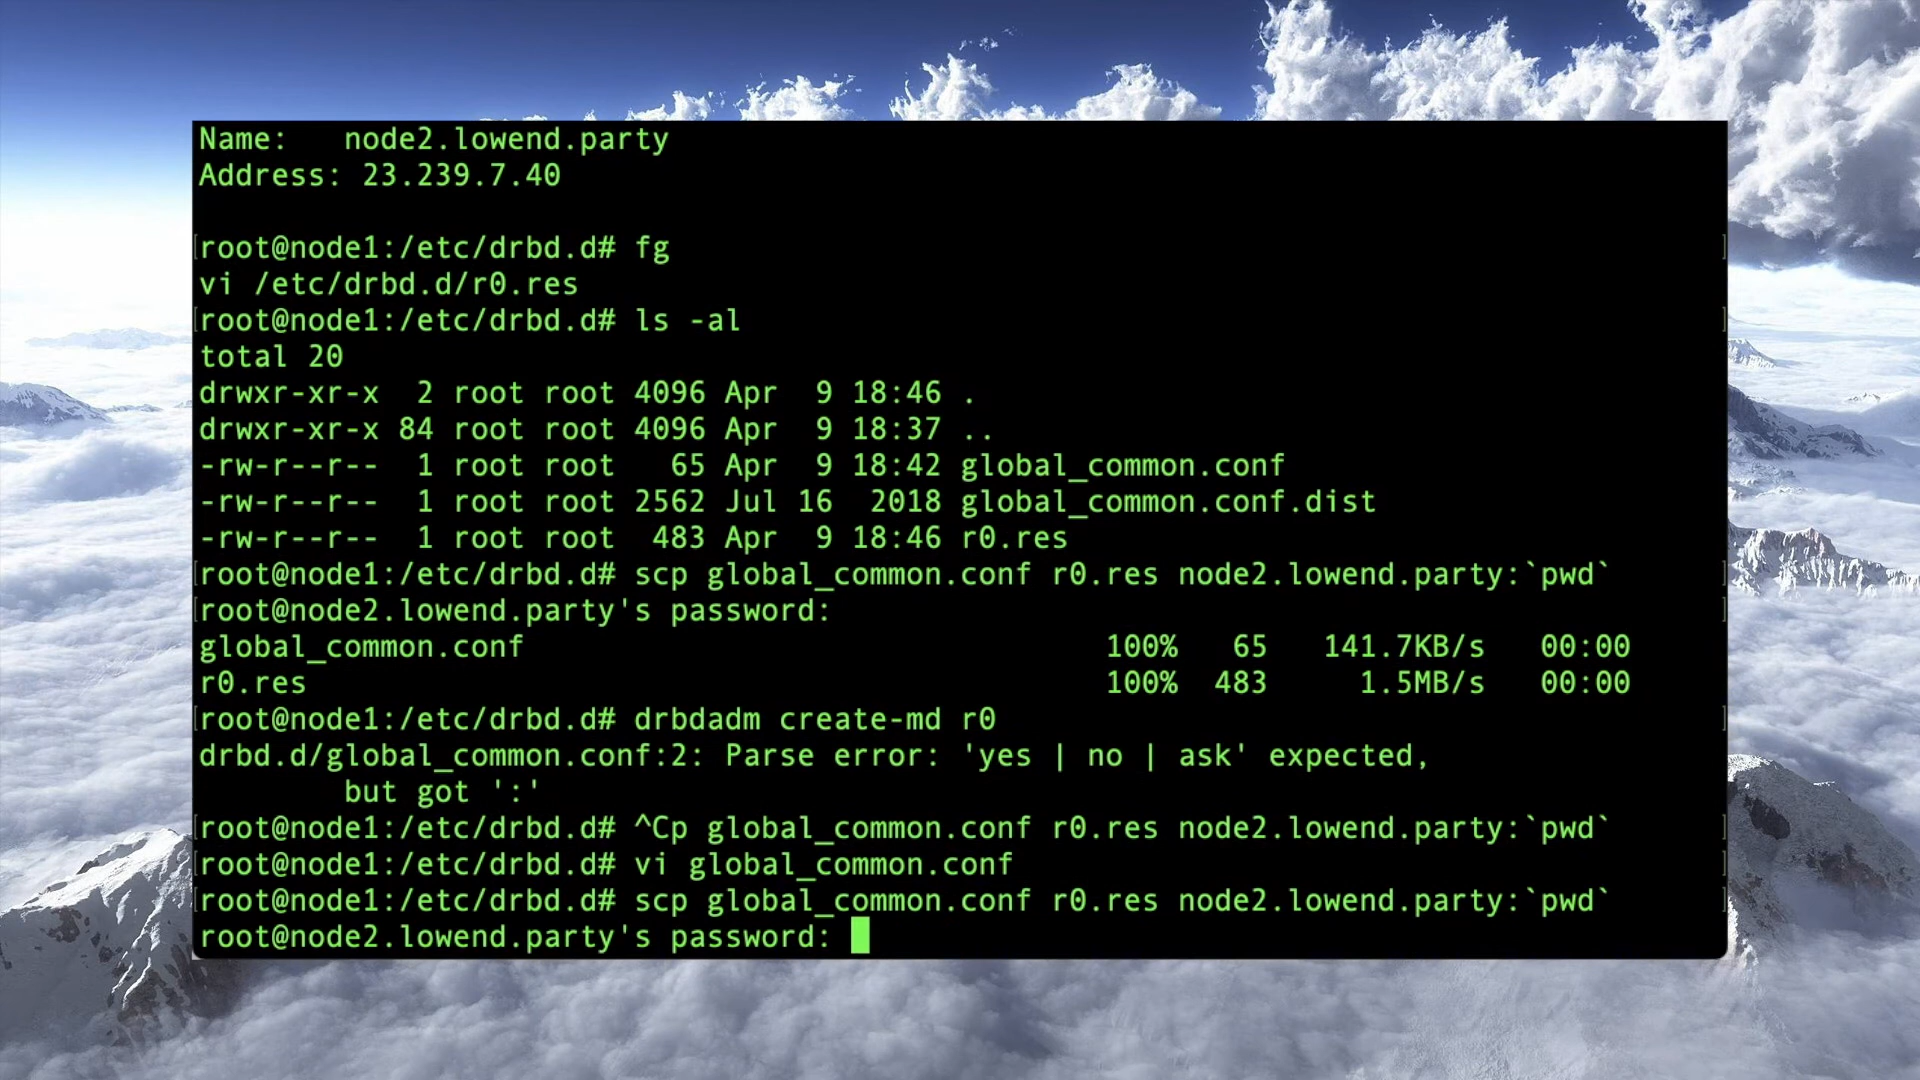 Name:   node2.lowend.party
Address: 23.239.7.40
[root@node1:/etc/drbd.d# fg ]
vi /etc/drbd.d/r0.res
[root@node1:/etc/drbd.d# ls -al ]
total 20
drwxr-xr-x  2 root root 4096 Apr  9 18:46 .
drwxr-xr-x 84 root root 4096 Apr  9 18:37 ..
-rw-r--r--  1 root root   65 Apr  9 18:42 global_common.conf
-rw-r--r--  1 root root 2562 Jul 16  2018 global_common.conf.dist
-rw-r--r--  1 root root  483 Apr  9 18:46 r0.res
[root@node1:/etc/drbd.d# scp global_common.conf r0.res node2.lowend.party:`pwd` ]
[root@node2.lowend.party's password: ]
global_common.conf                                100%   65   141.7KB/s   00:00
r0.res                                            100%  483     1.5MB/s   00:00
[root@node1:/etc/drbd.d# drbdadm create-md r0 ]
drbd.d/global_common.conf:2: Parse error: 'yes | no | ask' expected,
        but got ':'
[root@node1:/etc/drbd.d# ^Cp global_common.conf r0.res node2.lowend.party:`pwd` ]
[root@node1:/etc/drbd.d# vi global_common.conf ]
[root@node1:/etc/drbd.d# scp global_common.conf r0.res node2.lowend.party:`pwd` ]
root@node2.lowend.party's password: